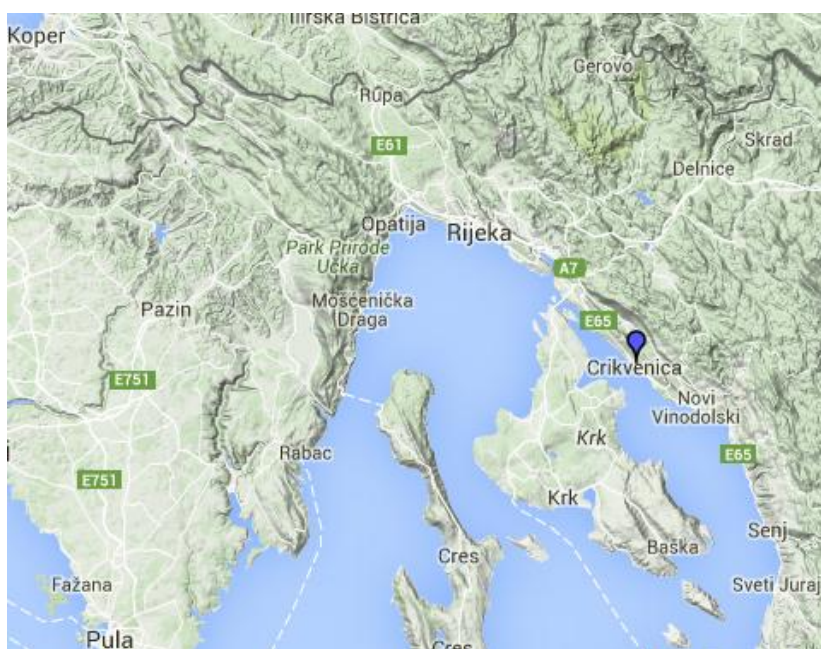 Ilirska Bistrica
Koper
Gerovo
Rupa
Skrad
E61
Delnice
Opatija
Rijeka
Park Prirode
Učka
A7
Mošćenička
Draga
Pazin
E65
Crikvenica
E751
Novi
Vinodolski
Krk
Rabac
E65
E751
Krk
Senj
Baška
Cres
Fažana
Sveti Juraj
Pula
Cres